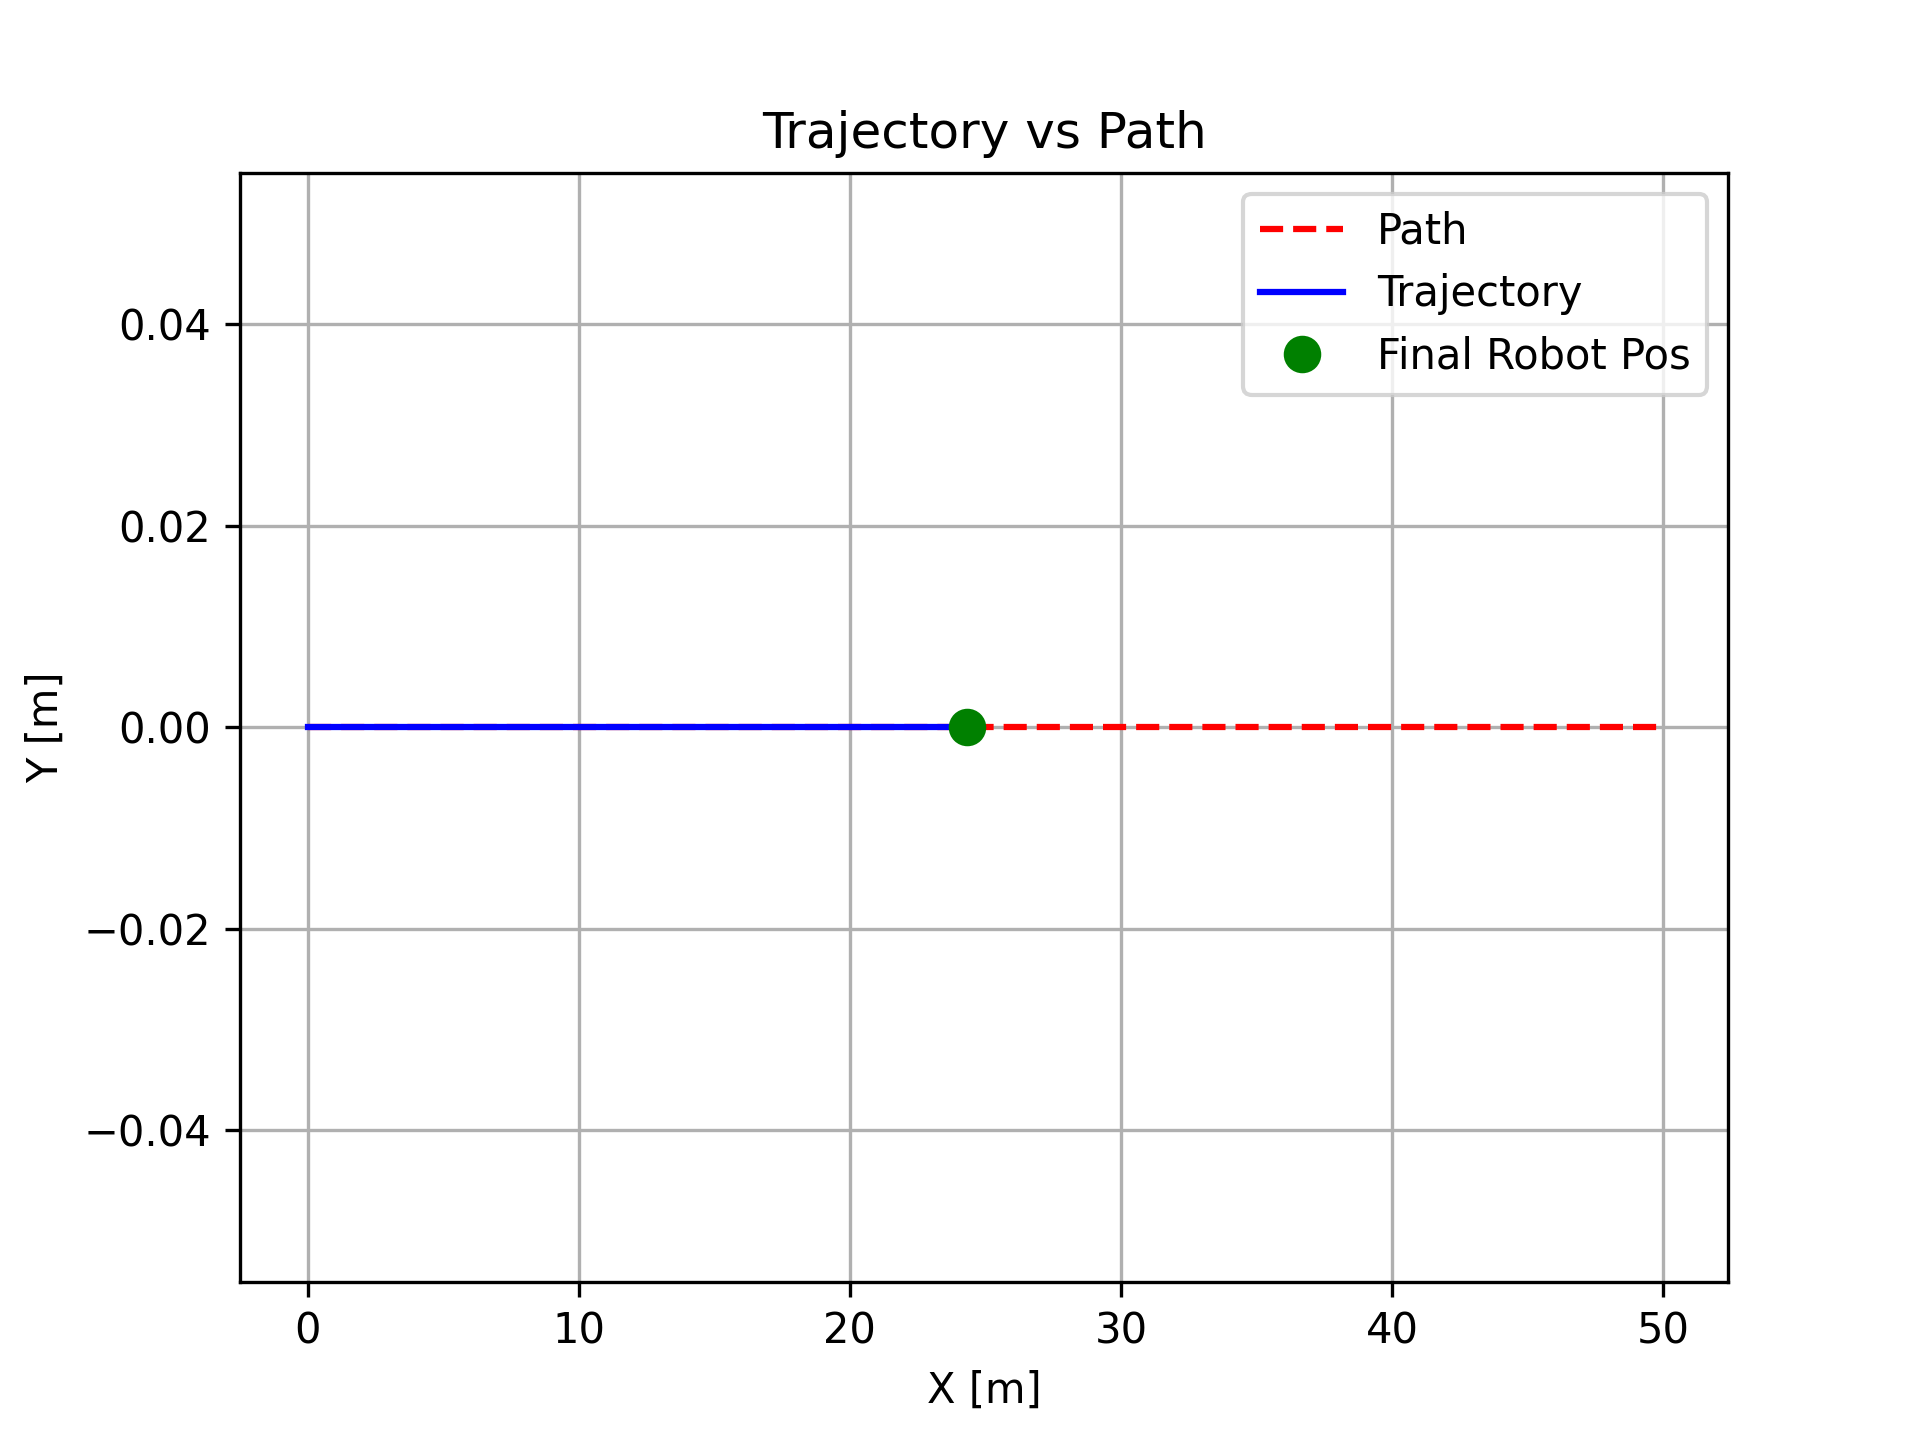 Trajectory vs Path
Path
Trajectory
Final Robot Pos
0.04
0.02
0.00
−0.02
−0.04
Y [m]
0 10 20 30 40 50
X [m]